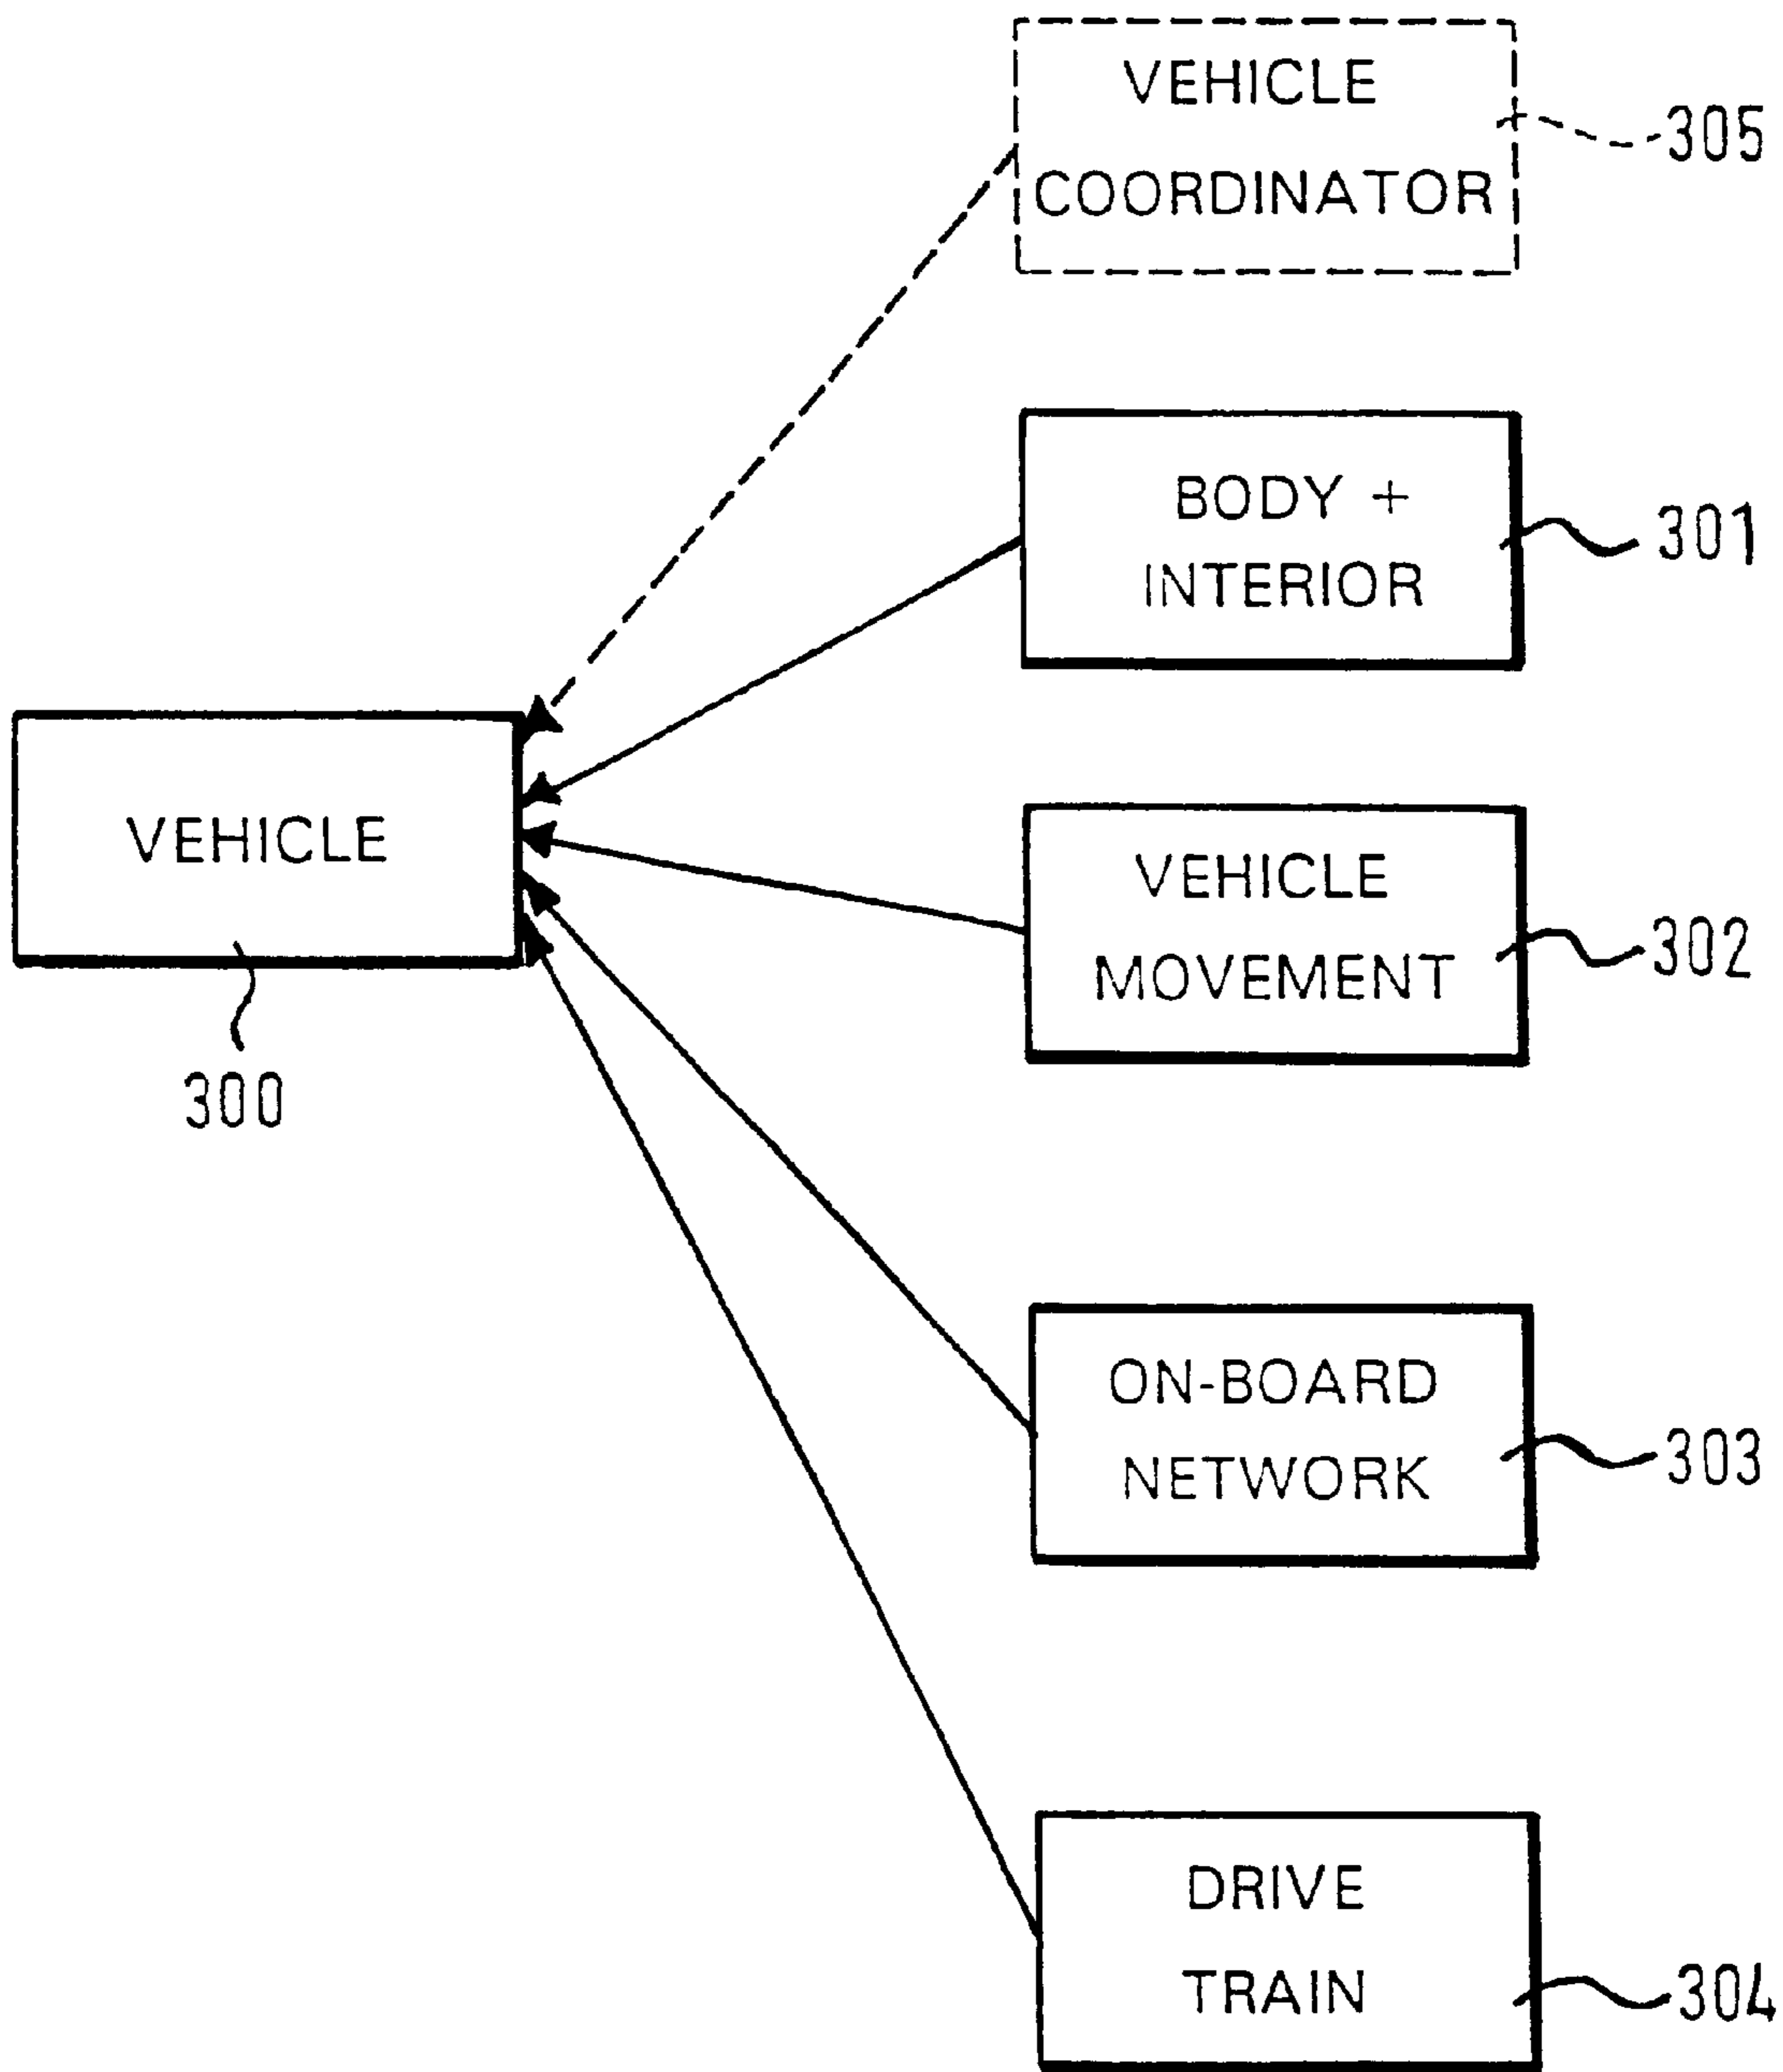 VEHICLE
COORDINATOR
305
BODY +
INTERIOR
301
VEHICLE
300
VEHICLE
MOVEMENT
302
ON-BOARD
NETWORK
303
DRIVE
TRAIN
304